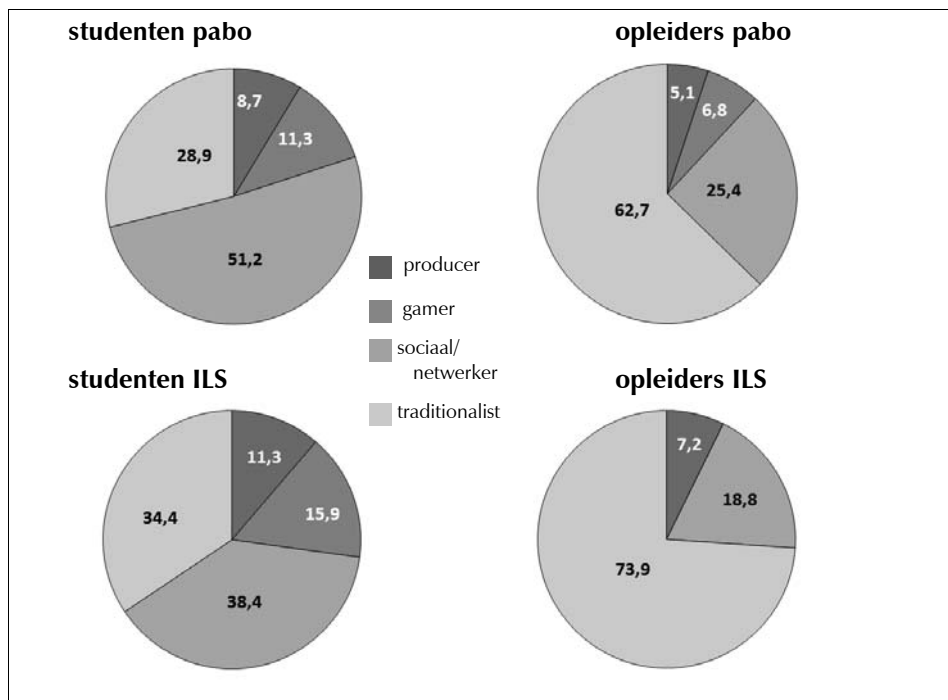 studenten pabo
8,7
11,3
28,9
51,2
opleiders pabo
5,1
6,8
25,4
62,7
producer
gamer
sociaal/
netwerker
traditionalist
studenten ILS
11,3
15,9
34,4
38,4
opleiders ILS
7,2
18,8
73,9